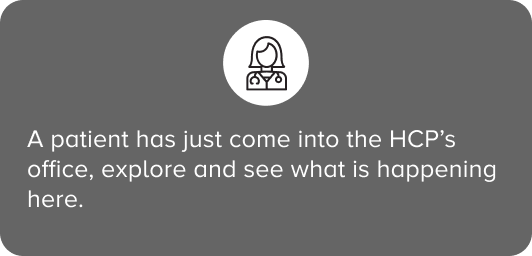 A patient has just come into the HCP’s
office, explore and see what is happening
here.